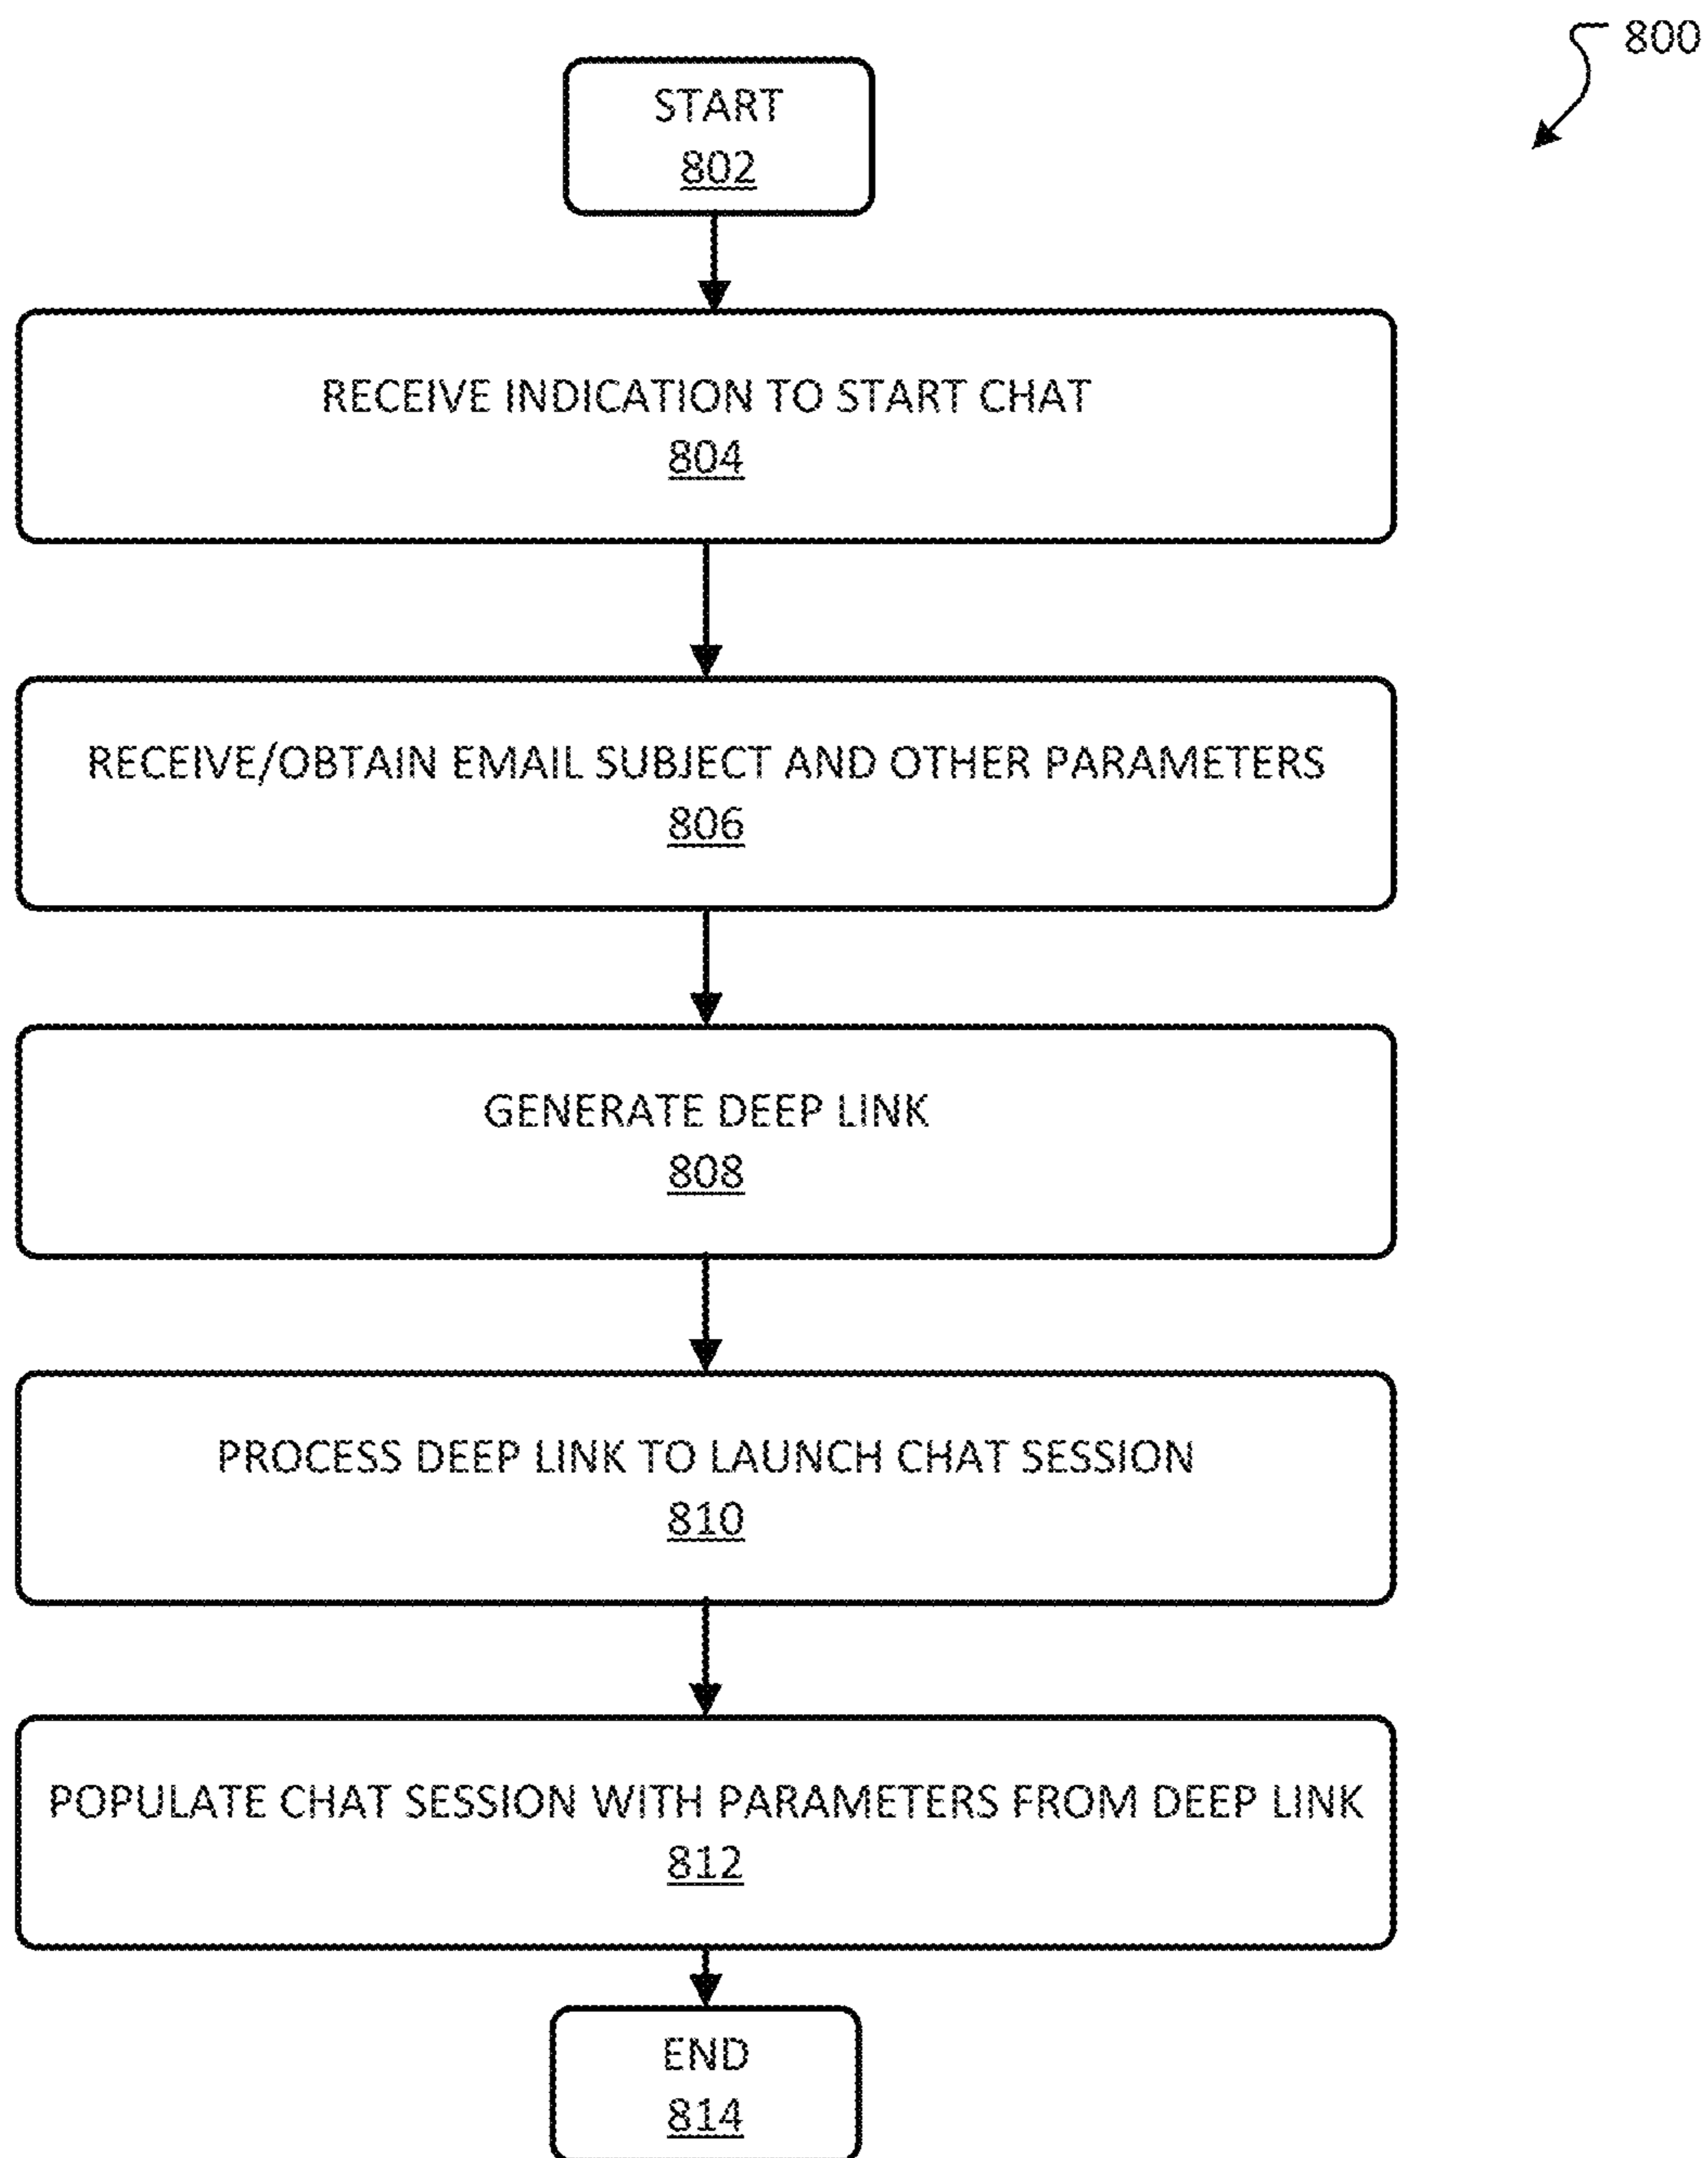 800
START
802
RECEIVE INDICATION TO START CHAT
804
RECEIVE/OBTAIN EMAIL SUBJECT AND OTHER PARAMETERS
806
GENERATE DEEP LINK
808
PROCESS DEEP LINK TO LAUNCH CHAT SESSION
810
POPULATE CHAT SESSION WITH PARAMETERS FROM DEEP LINK
812
END
814